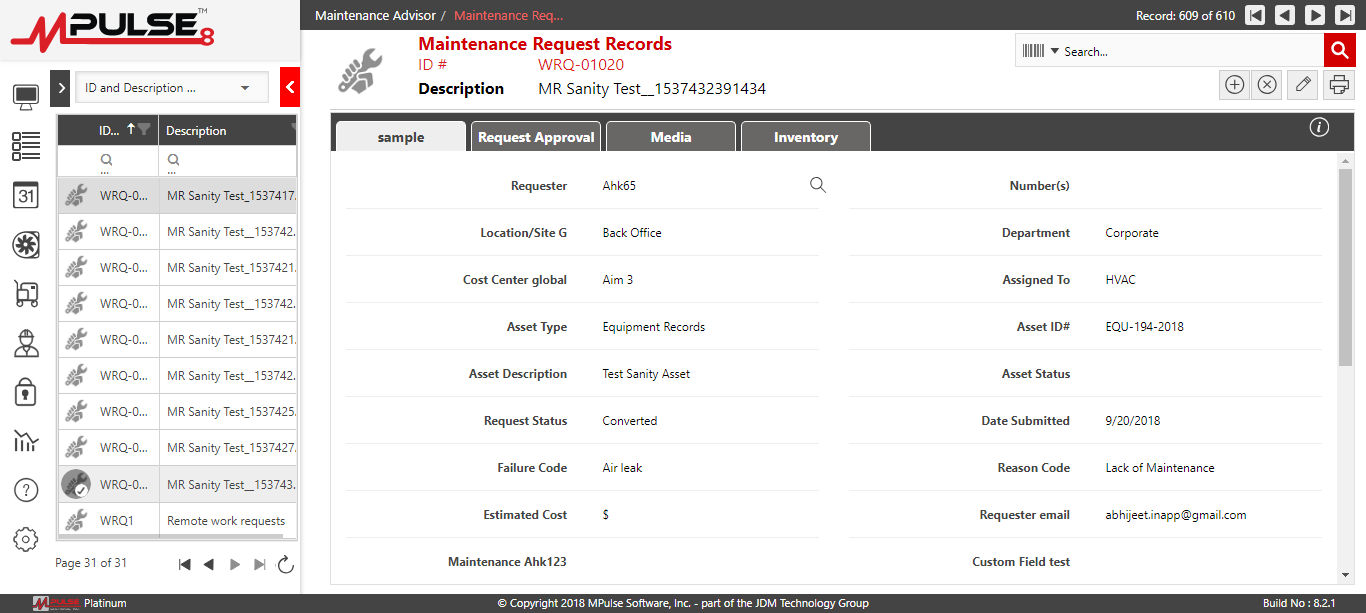 MPULSE 8 ™
Maintenance Advisor / Maintenance Req...
Record: 609 of 610
Maintenance Request Records
ID # WRQ-01020
Description MR Sanity Test__1537432391434
Search...
ID and Description ...
ID... Description
... ...
WRQ-0... MR Sanity Test_1537417.
WRQ-0... MR Sanity Test__153742.
WRQ-0... MR Sanity Test_1537421.
WRQ-0... MR Sanity Test__153742.
WRQ-0... MR Sanity Test_1537421.
WRQ-0... MR Sanity Test__153742.
WRQ-0... MR Sanity Test_1537425.
WRQ-0... MR Sanity Test_1537427.
WRQ-0... MR Sanity Test__153743.
WRQ1 Remote work requests
Page 31 of 31
31
?
sample Request Approval Media Inventory
i
Requester Ahk65 Number(s)
Location/Site G Back Office Department Corporate
Cost Center global Aim 3 Assigned To HVAC
Asset Type Equipment Records Asset ID# EQU-194-2018
Asset Description Test Sanity Asset Asset Status
Request Status Converted Date Submitted 9/20/2018
Failure Code Air leak Reason Code Lack of Maintenance
Estimated Cost $ Requester email abhijeet.inapp@gmail.com
Maintenance Ahk123 Custom Field test
MPULSE Platinum
© Copyright 2018 MPulse Software, Inc. - part of the JDM Technology Group
Build No : 8.2.1